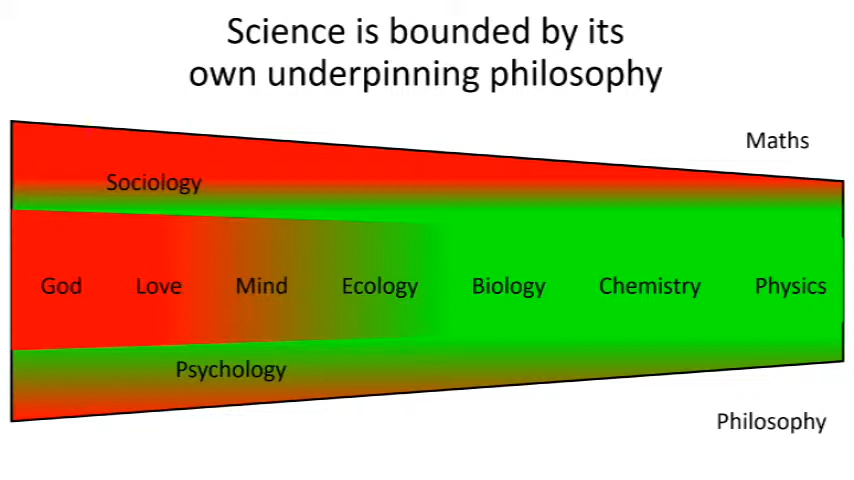 Science is bounded by its
own underpinning philosophy
Maths
Sociology
God Love Mind Ecology Biology Chemistry Physics
Psychology
Philosophy